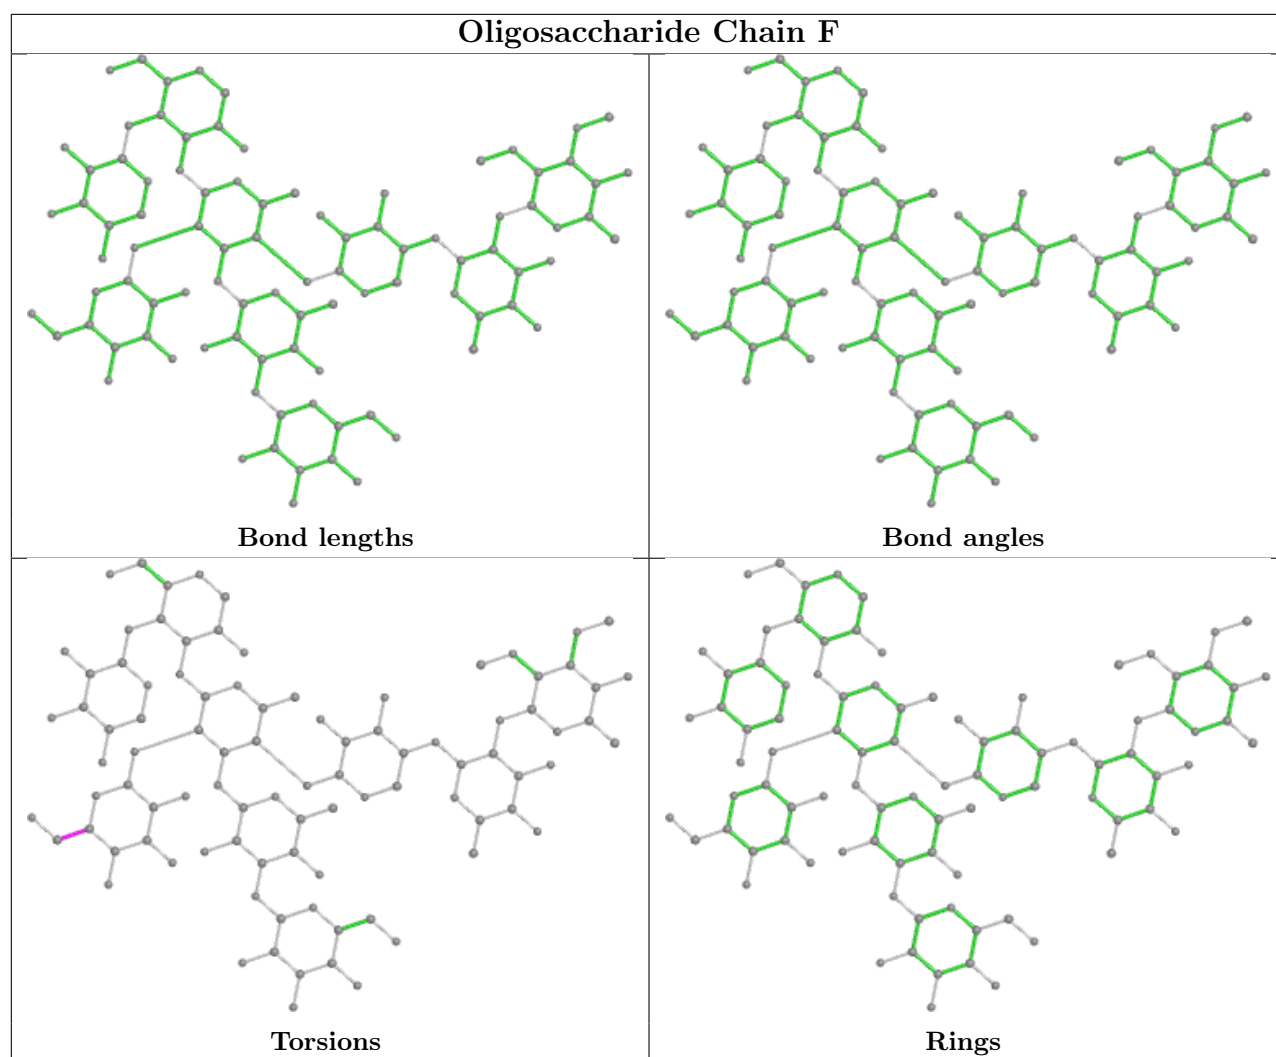 Oligosaccharide Chain F
Bond lengths
Bond angles
Torsions
Rings